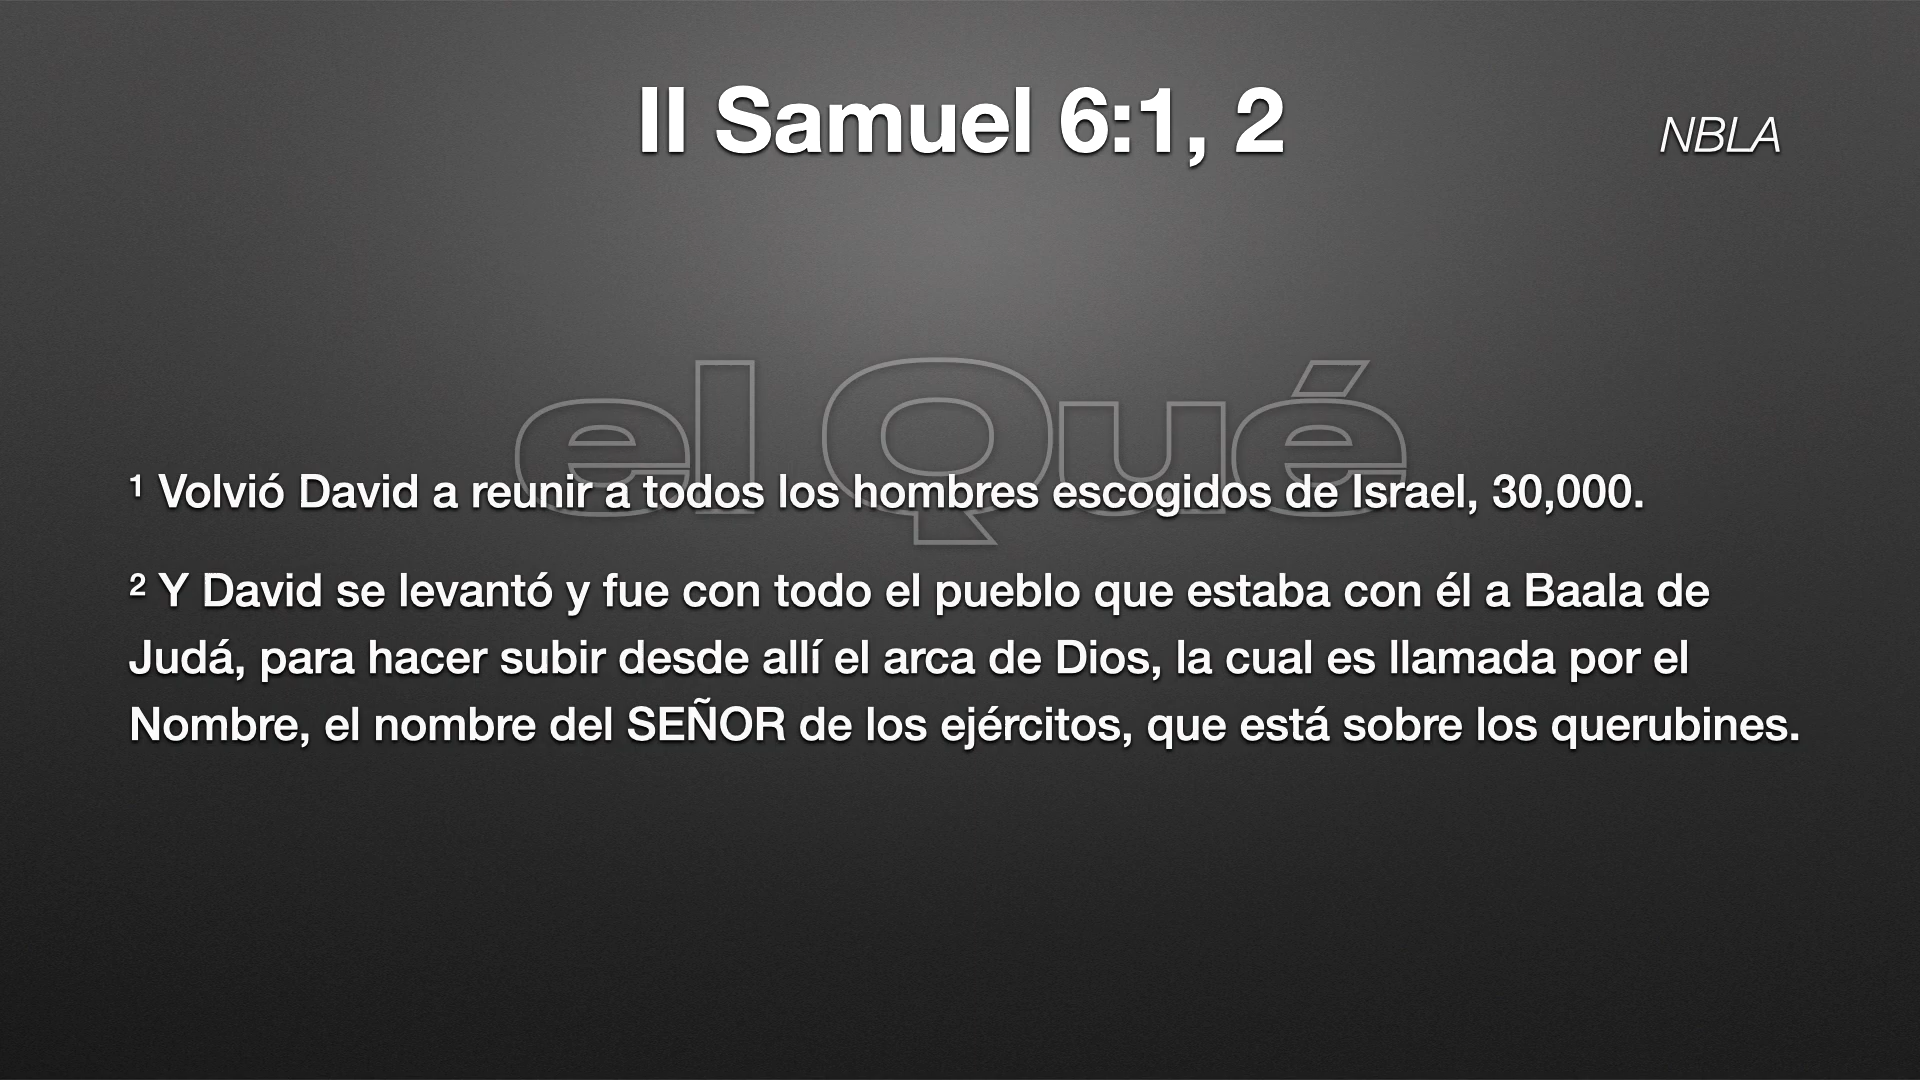 II Samuel 6:1, 2
NBLA
el Qué
¹ Volvió David a reunir a todos los hombres escogidos de Israel, 30,000.
² Y David se levantó y fue con todo el pueblo que estaba con él a Baala de
Judá, para hacer subir desde allí el arca de Dios, la cual es llamada por el
Nombre, el nombre del SEÑOR de los ejércitos, que está sobre los querubines.